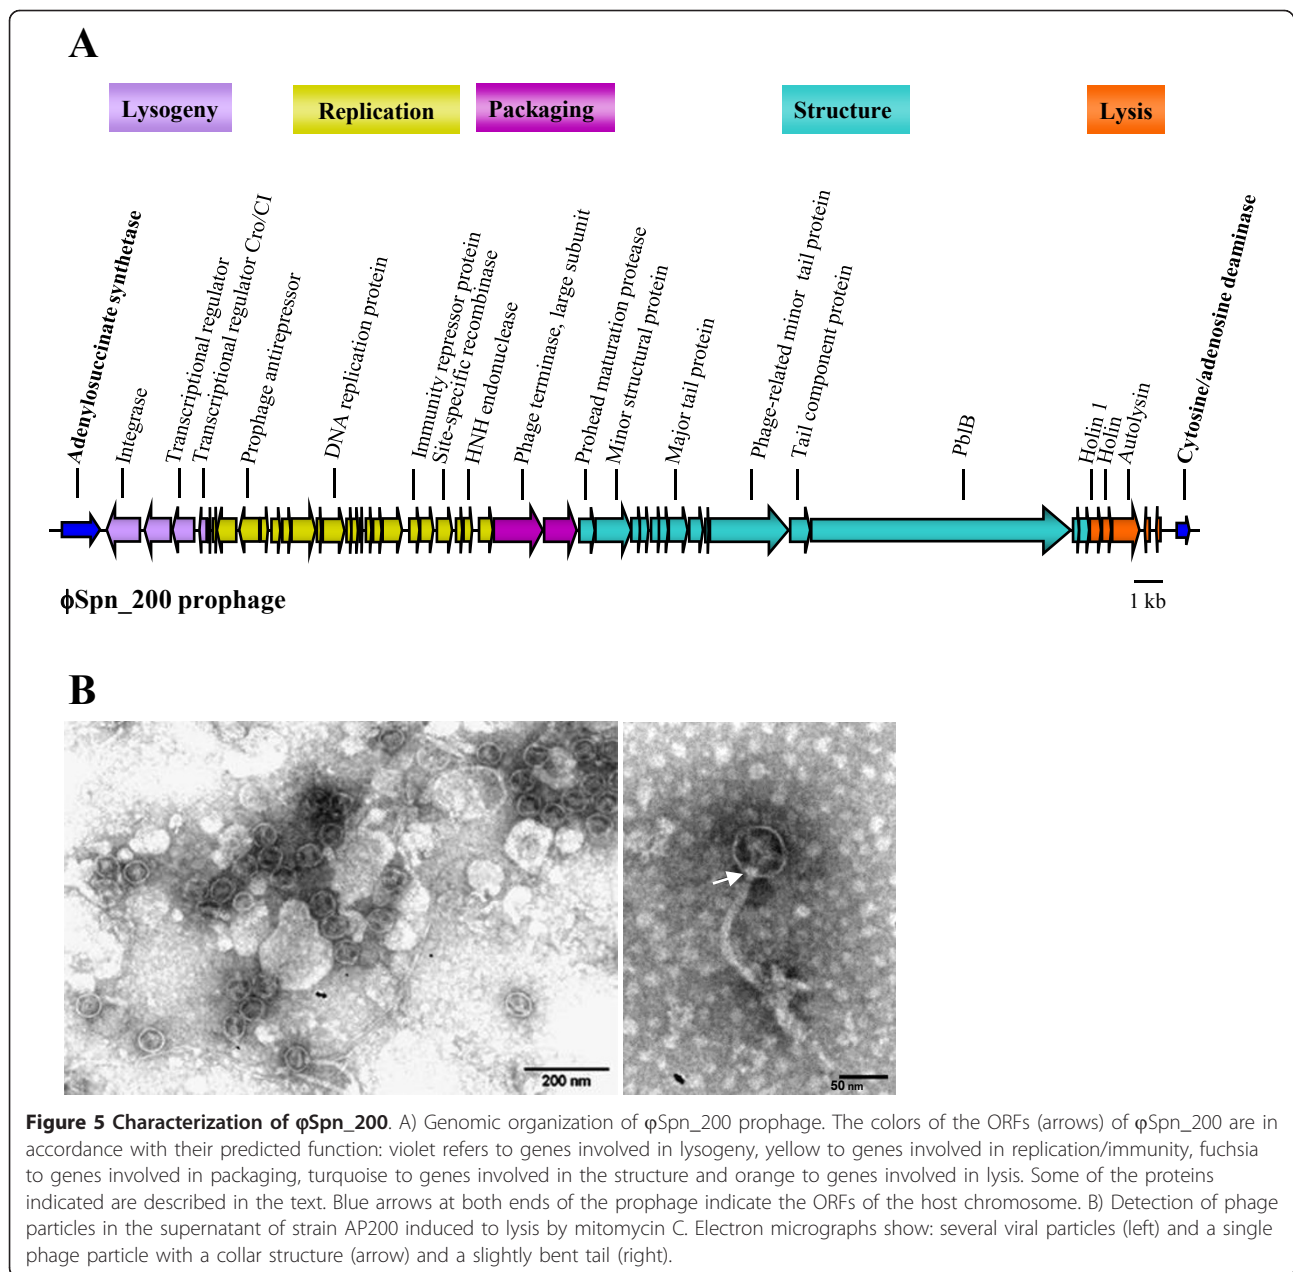 A
Lysogeny
Replication
Packaging
Structure
Lysis
Adenylosuccinate synthetase
Integrase
Transcriptional regulator
Transcriptional regulator Cro/CI
Prophage antirepressor
DNA replication protein
Immunity repressor protein
Site-specific recombinase
HNH endonuclease
Phage terminase, large subunit
Prohead maturation protease
Minor structural protein
Major tail protein
Phage-related minor tail protein
Tail component protein
PblB
Holin 1
Holin
Autolysin
Cytosine/adenosine deaminase
ϕSpn_200 prophage
1 kb
B
200 nm
50 nm
Figure 5 Characterization of φSpn_200. A) Genomic organization of φSpn_200 prophage. The colors of the ORFs (arrows) of φSpn_200 are in
accordance with their predicted function: violet refers to genes involved in lysogeny, yellow to genes involved in replication/immunity, fuchsia
to genes involved in packaging, turquoise to genes involved in the structure and orange to genes involved in lysis. Some of the proteins
indicated are described in the text. Blue arrows at both ends of the prophage indicate the ORFs of the host chromosome. B) Detection of phage
particles in the supernatant of strain AP200 induced to lysis by mitomycin C. Electron micrographs show: several viral particles (left) and a single
phage particle with a collar structure (arrow) and a slightly bent tail (right).